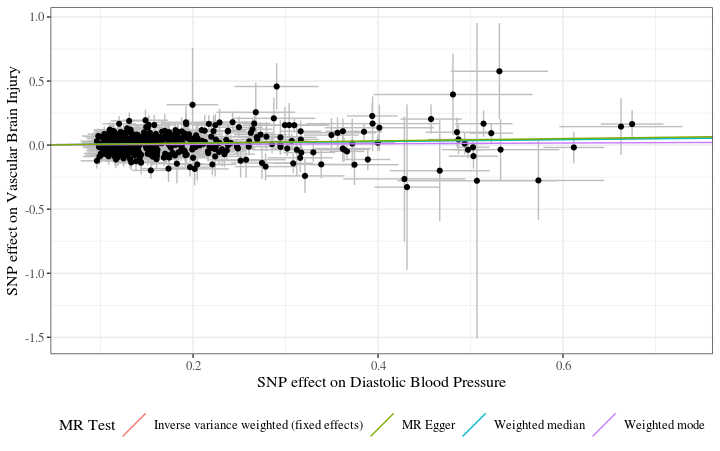 1.0
0.5
0.0
-0.5
-1.0
-1.5
SNP effect on Vascular Brain Injury
0.2 0.4 0.6
SNP effect on Diastolic Blood Pressure
MR Test Inverse variance weighted (fixed effects) MR Egger Weighted median Weighted mode